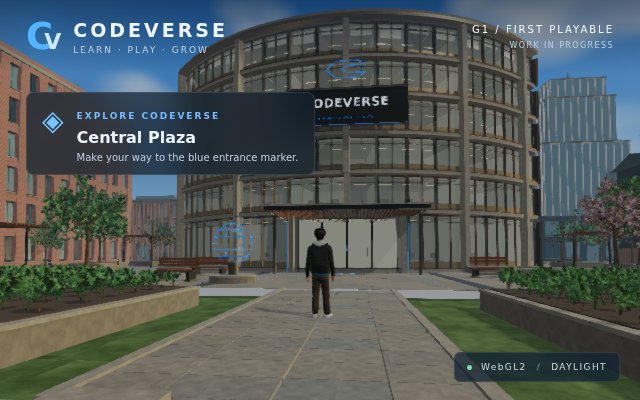 Cv CODEVERSE
LEARN · PLAY · GROW
G1 / FIRST PLAYABLE
WORK IN PROGRESS
EXPLORE CODEVERSE
Central Plaza
Make your way to the blue entrance marker.
ODEVERSE
WebGL2 / DAYLIGHT